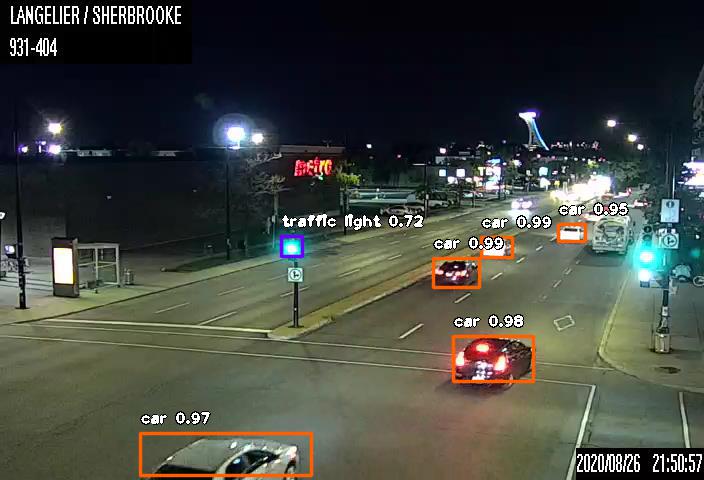 LANGELIER / SHERBROOKE
931-404
metro
traffic light 0.72
car 0.99
car 0.99
car 0.95
car 0.98
car 0.97
2020/08/26 21:50:57